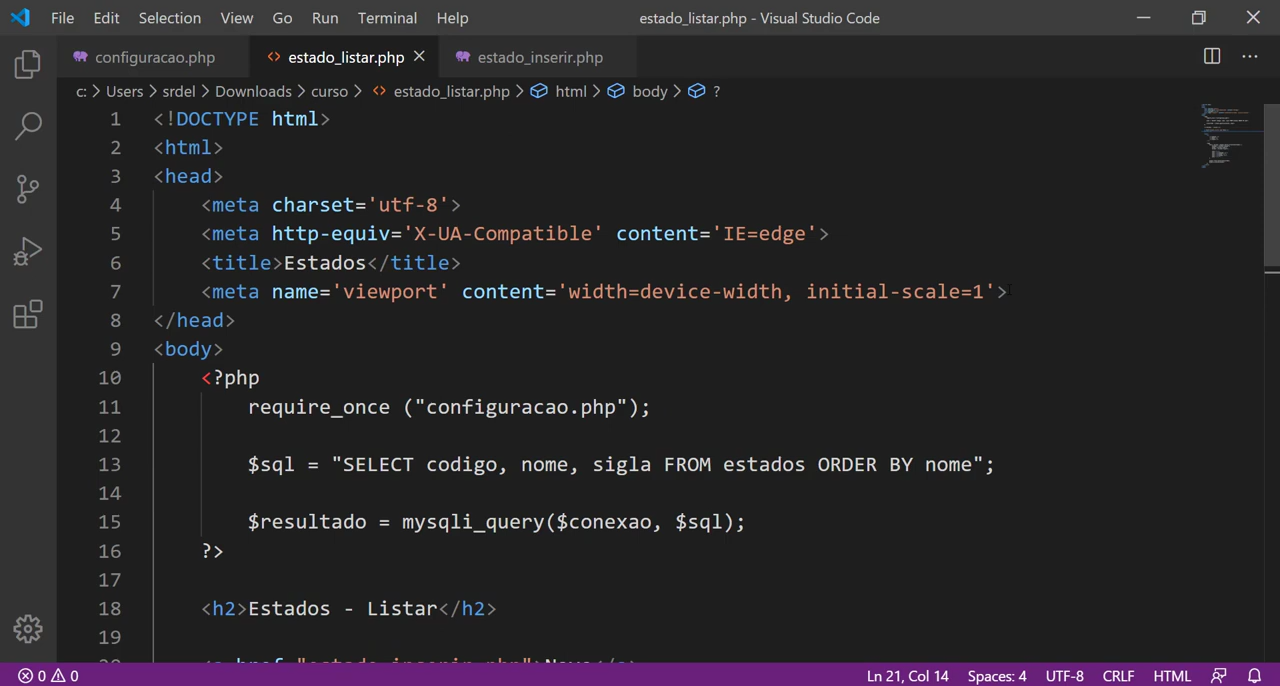 File Edit Selection View Go Run Terminal Help estado_listar.php - Visual Studio Code
configuracao.php estado_listar.php estado_inserir.php
c: > Users > srdel > Downloads > curso > estado_listar.php > html > body > ?
1 <!DOCTYPE html>
2 <html>
3 <head>
4 <meta charset='utf-8'>
5 <meta http-equiv='X-UA-Compatible' content='IE=edge'>
6 <title>Estados</title>
7 <meta name='viewport' content='width=device-width, initial-scale=1'>
8 </head>
9 <body>
10 <?php
11 require_once ("configuracao.php");
12
13 $sql = "SELECT codigo, nome, sigla FROM estados ORDER BY nome";
14
15 $resultado = mysqli_query($conexao, $sql);
16 ?>
17
18 <h2>Estados - Listar</h2>
19
20 <a href="estado_inserir.php">Novo</a>
0 0 Ln 21, Col 14 Spaces: 4 UTF-8 CRLF HTML